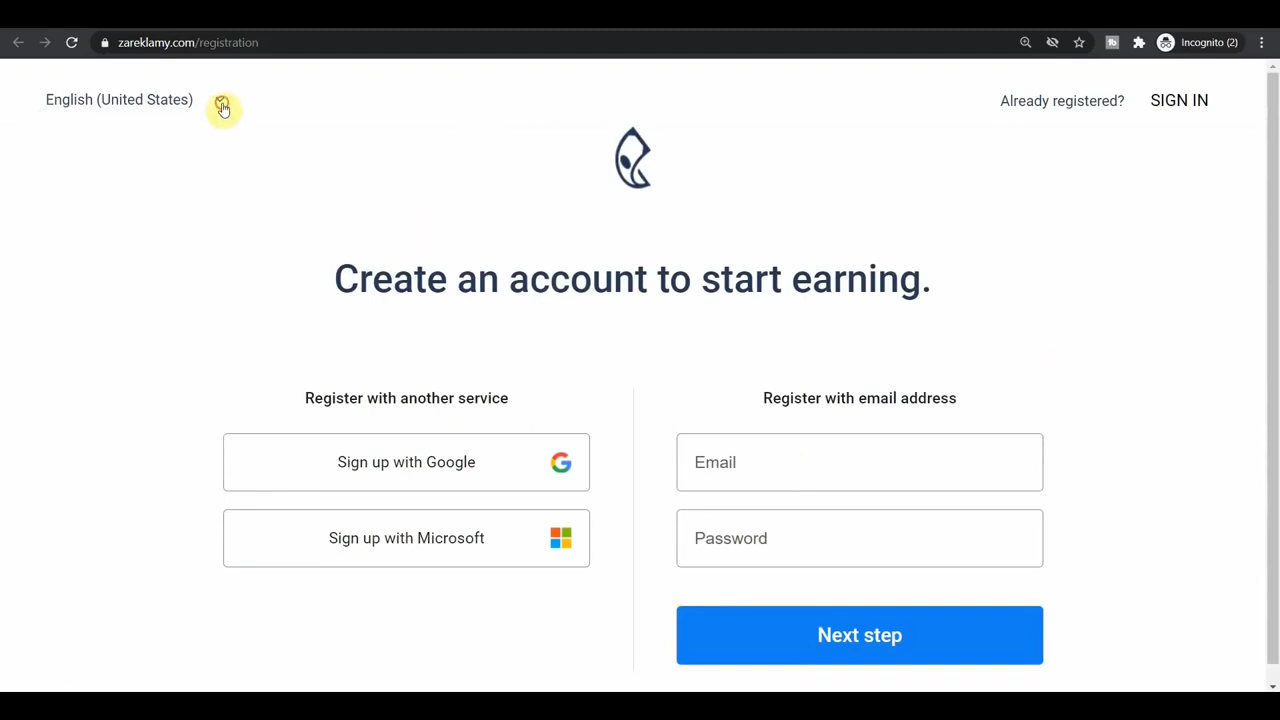 zareklamy.com/registration
Incognito (2)
English (United States)
Already registered? SIGN IN
Create an account to start earning.
Register with another service
Sign up with Google
Sign up with Microsoft
Register with email address
Email
Password
Next step